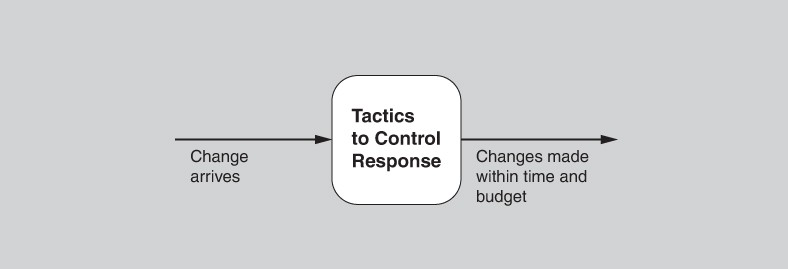 Change
arrives
Tactics
to Control
Response
Changes made
within time and
budget